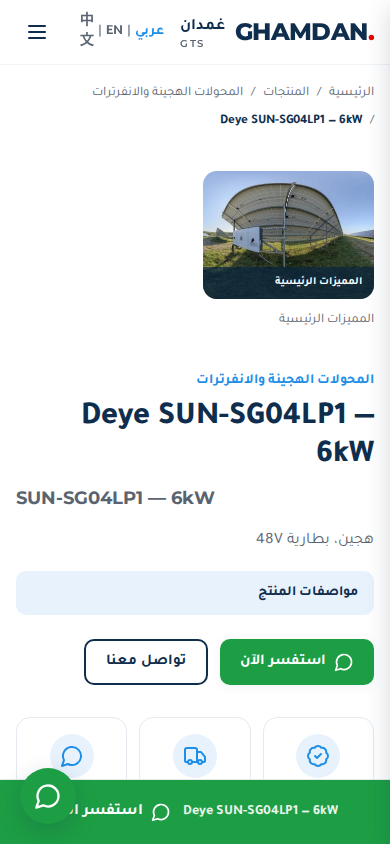 GHAMDAN.
غمدان
GTS
عربي | EN | 中文
الرئيسية / المنتجات / المحولات الهجينة والانفرترات
/ Deye SUN-SG04LP1 — 6kW
المميزات الرئيسية
المميزات الرئيسية
المحولات الهجينة والانفرترات
Deye SUN-SG04LP1 —
6kW
SUN-SG04LP1 — 6kW
هجين، بطارية 48V
مواصفات المنتج
استفسر الآن
تواصل معنا
Deye SUN-SG04LP1 — 6kW
استفسر